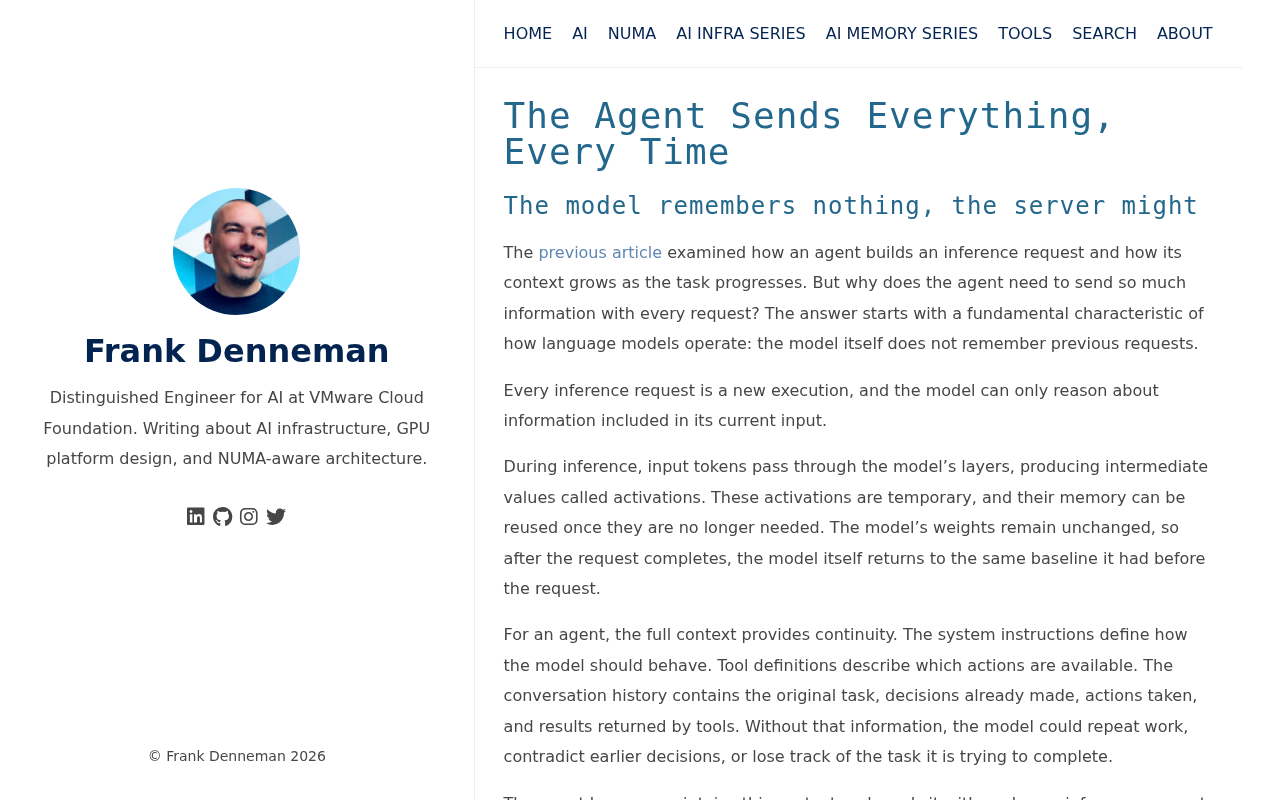 HOME AI NUMA AI INFRA SERIES AI MEMORY SERIES TOOLS SEARCH ABOUT
Frank Denneman
Distinguished Engineer for AI at VMware Cloud
Foundation. Writing about AI infrastructure, GPU
platform design, and NUMA-aware architecture.
© Frank Denneman 2026
The Agent Sends Everything,
Every Time
The model remembers nothing, the server might
The previous article examined how an agent builds an inference request and how its
context grows as the task progresses. But why does the agent need to send so much
information with every request? The answer starts with a fundamental characteristic of
how language models operate: the model itself does not remember previous requests.
Every inference request is a new execution, and the model can only reason about
information included in its current input.
During inference, input tokens pass through the model’s layers, producing intermediate
values called activations. These activations are temporary, and their memory can be
reused once they are no longer needed. The model’s weights remain unchanged, so
after the request completes, the model itself returns to the same baseline it had before
the request.
For an agent, the full context provides continuity. The system instructions define how
the model should behave. Tool definitions describe which actions are available. The
conversation history contains the original task, decisions already made, actions taken,
and results returned by tools. Without that information, the model could repeat work,
contradict earlier decisions, or lose track of the task it is trying to complete.